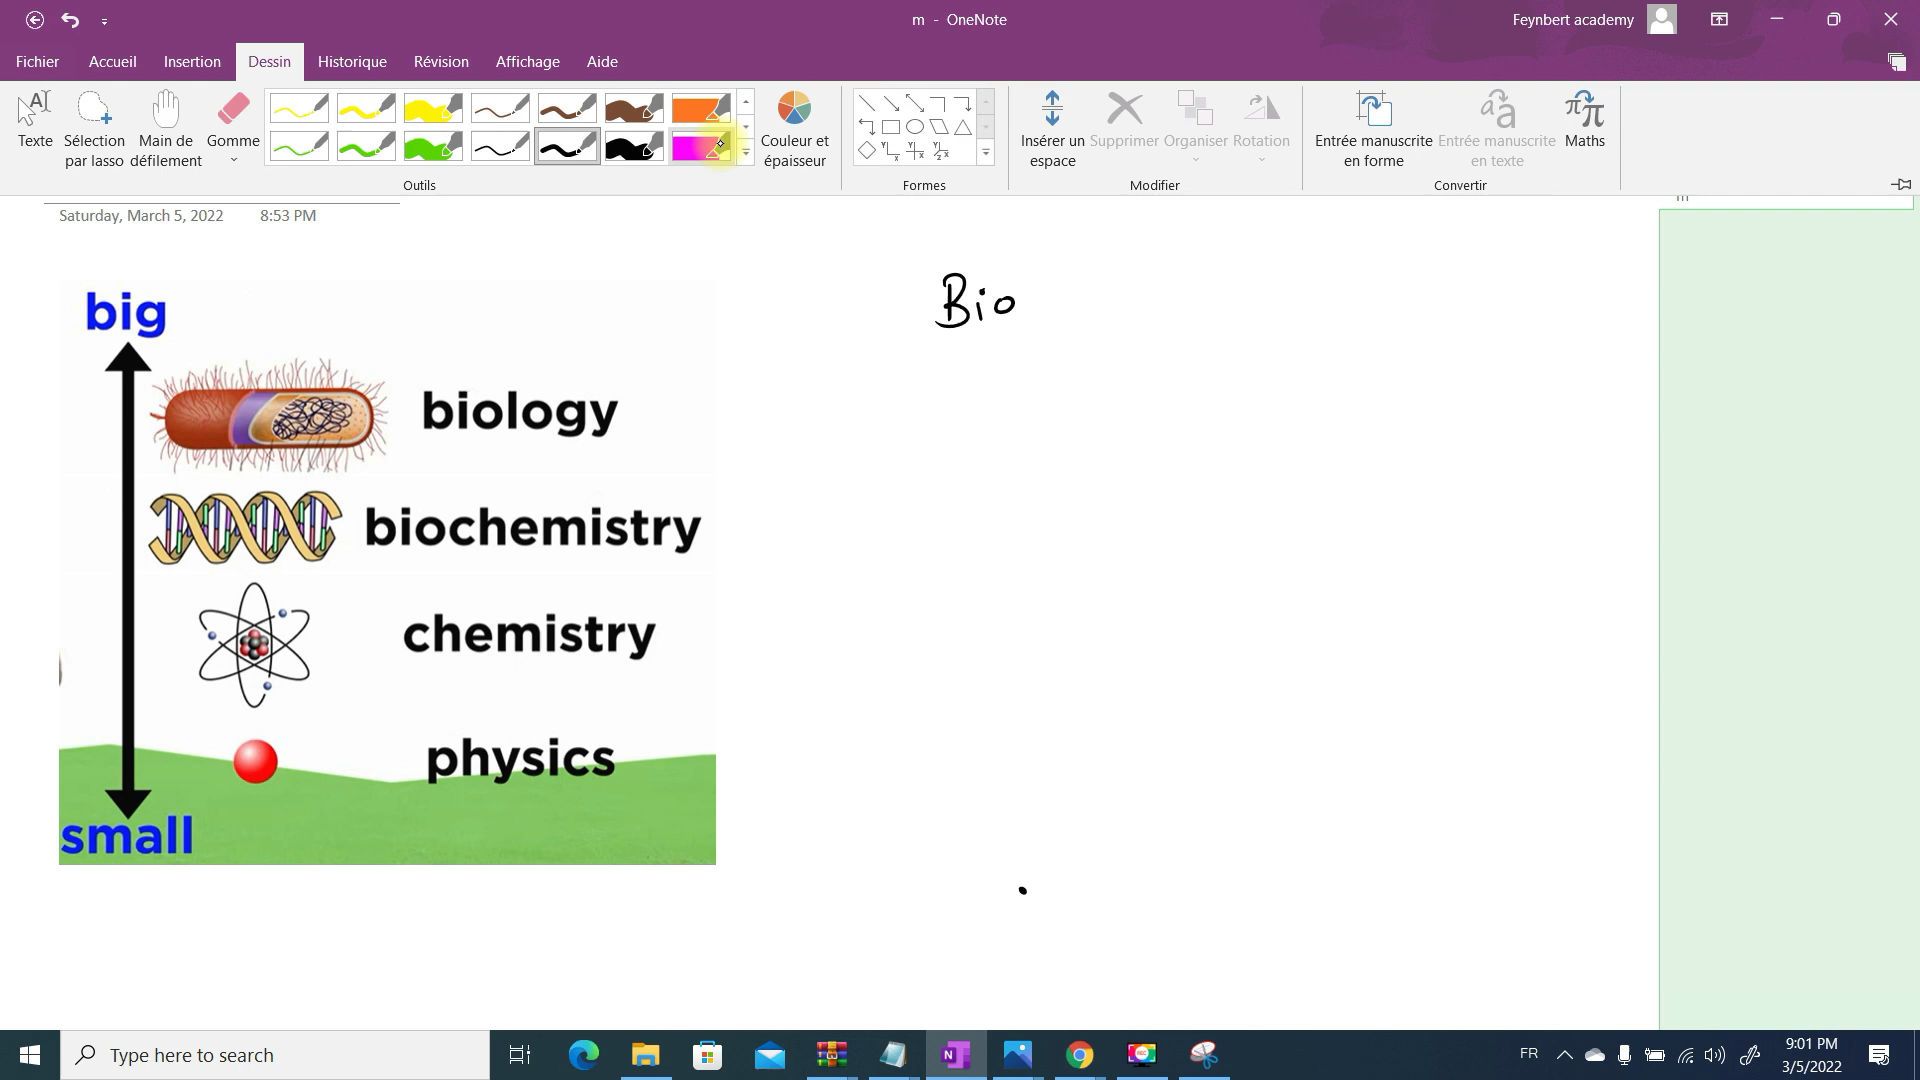 m - OneNote
Feynbert academy
Fichier Accueil Insertion Dessin Historique Révision Affichage Aide
Texte
Sélection par lasso
Main de défilement
Gomme
Couleur et épaisseur
Insérer un espace
Supprimer
Organiser
Rotation
Entrée manuscrite en forme
Entrée manuscrite en texte
Maths
Outils
Formes
Modifier
Convertir
Saturday, March 5, 2022 8:53 PM
Bio
big
biology
biochemistry
chemistry
physics
small
Type here to search
FR
9:01 PM
3/5/2022